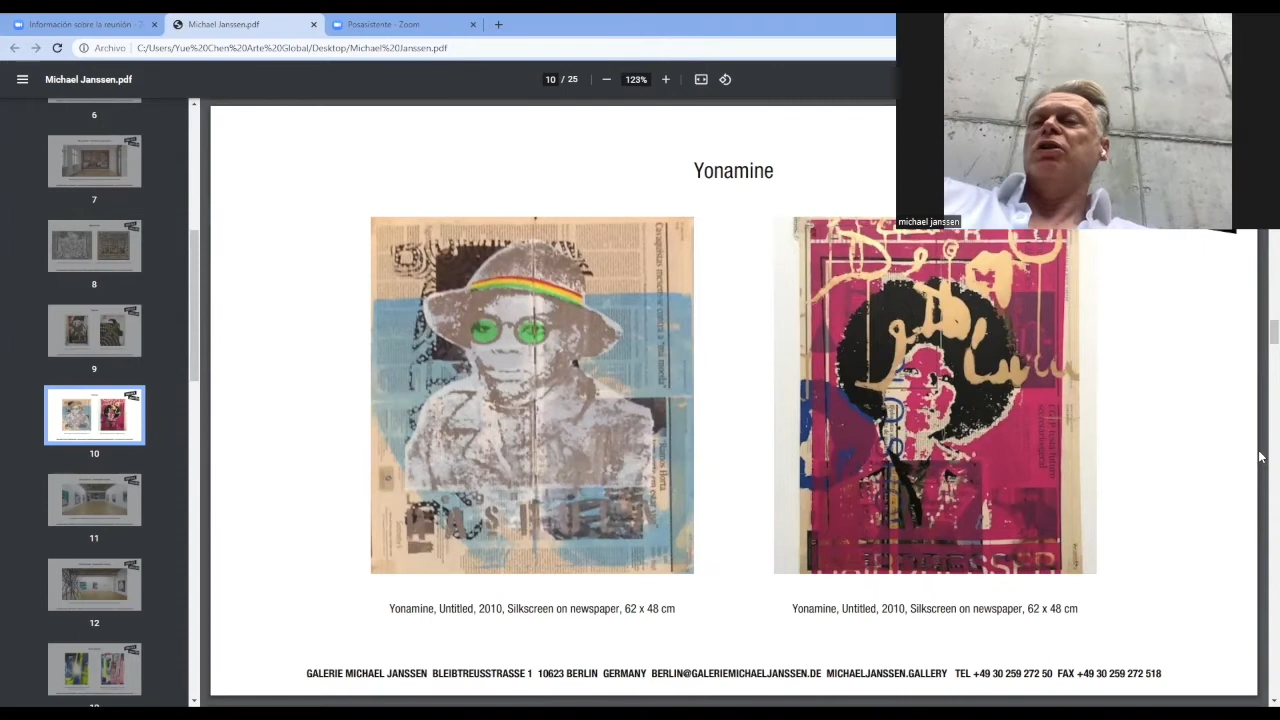 Información sobre la reunión - Z
Michael Janssen.pdf
Posasistente - Zoom
Archivo
C:/Users/Yue%20Chen%20Arte%20Global/Desktop/Michael%20Janssen.pdf
Michael Janssen.pdf
10 / 25
123%
michael janssen
6
7
8
9
10
11
12
Yonamine
Yonamine, Untitled, 2010, Silkscreen on newspaper, 62 x 48 cm
Yonamine, Untitled, 2010, Silkscreen on newspaper, 62 x 48 cm
GALERIE MICHAEL JANSSEN BLEIBTREUSSTRASSE 1 10623 BERLIN GERMANY BERLIN@GALERIEMICHAELJANSSEN.DE MICHAELJANSSEN.GALLERY TEL +49 30 259 272 50 FAX +49 30 259 272 518